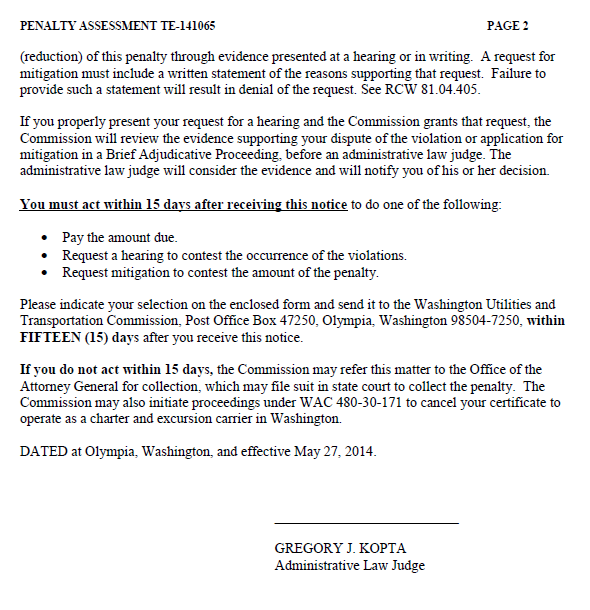 PENALTY ASSESSMENT TE-141065 PAGE 2
(reduction) of this penalty through evidence presented at a hearing or in writing.  A request for
mitigation must include a written statement of the reasons supporting that request.  Failure to
provide such a statement will result in denial of the request. See RCW 81.04.405.
If you properly present your request for a hearing and the Commission grants that request, the
Commission will review the evidence supporting your dispute of the violation or application for
mitigation in a Brief Adjudicative Proceeding, before an administrative law judge. The
administrative law judge will consider the evidence and will notify you of his or her decision.
You must act within 15 days after receiving this notice to do one of the following:
• Pay the amount due.
• Request a hearing to contest the occurrence of the violations.
• Request mitigation to contest the amount of the penalty.
Please indicate your selection on the enclosed form and send it to the Washington Utilities and
Transportation Commission, Post Office Box 47250, Olympia, Washington 98504-7250, within
FIFTEEN (15) days after you receive this notice.
If you do not act within 15 days, the Commission may refer this matter to the Office of the
Attorney General for collection, which may file suit in state court to collect the penalty.  The
Commission may also initiate proceedings under WAC 480-30-171 to cancel your certificate to
operate as a charter and excursion carrier in Washington.
DATED at Olympia, Washington, and effective May 27, 2014.
GREGORY J. KOPTA
Administrative Law Judge